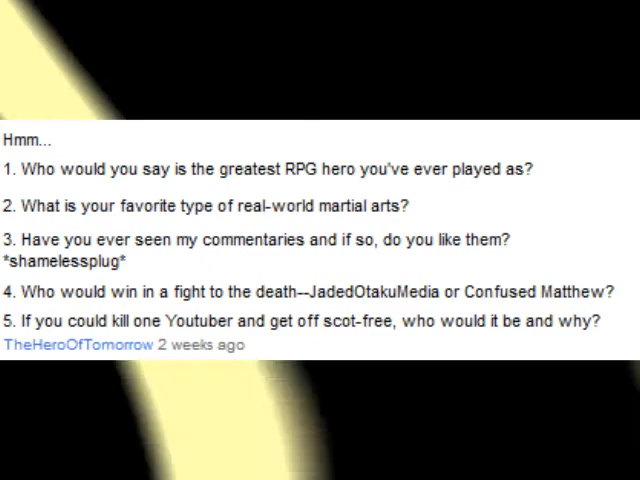 Hmm...
1. Who would you say is the greatest RPG hero you've ever played as?
2. What is your favorite type of real-world martial arts?
3. Have you ever seen my commentaries and if so, do you like them?
*shamelessplug*
4. Who would win in a fight to the death--JadedOtakuMedia or Confused Matthew?
5. If you could kill one Youtuber and get off scot-free, who would it be and why?
TheHeroOfTomorrow 2 weeks ago